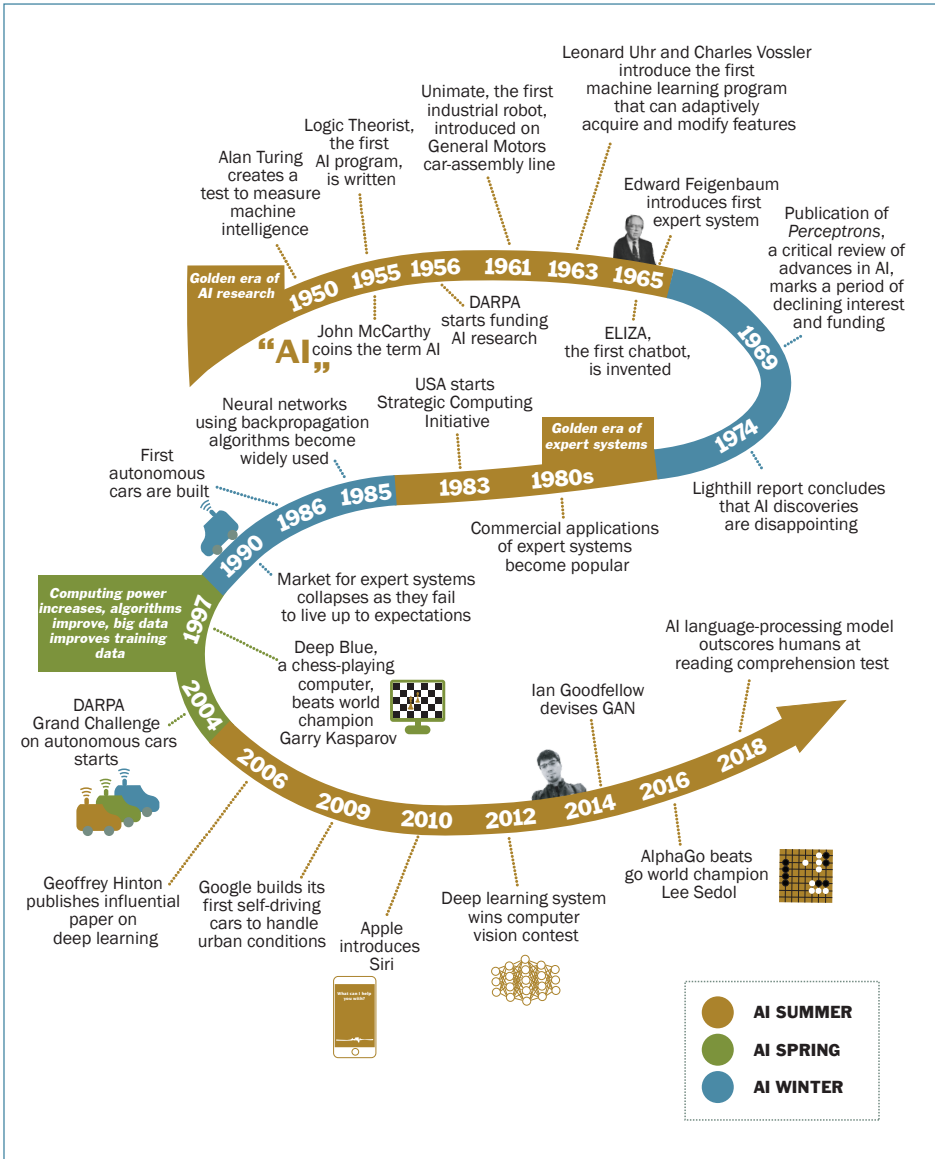 Leonard Uhr and Charles Vossler
introduce the first
machine learning program
that can adaptively
acquire and modify features
Unimate, the first
industrial robot,
introduced on
General Motors
car-assembly line
Logic Theorist,
the first
AI program,
is written
Alan Turing
creates a
test to measure
machine
intelligence
Edward Feigenbaum
introduces first
expert system
Publication of
Perceptrons,
a critical review of
advances in AI,
marks a period of
declining interest
and funding
Golden era of
AI research
1950
1955
1956
1961
1963
1965
1969
1974
"AI"
John McCarthy
coins the term AI
DARPA
starts funding
AI research
ELIZA,
the first chatbot,
is invented
USA starts
Strategic Computing
Initiative
Neural networks
using backpropagation
algorithms become
widely used
First
autonomous
cars are built
Golden era of
expert systems
1980s
1983
1985
1986
1990
Lighthill report concludes
that AI discoveries
are disappointing
Commercial applications
of expert systems
become popular
Market for expert systems
collapses as they fail
to live up to expectations
Computing power
increases, algorithms
improve, big data
improves training
data
1997
2004
Deep Blue,
a chess-playing
computer,
beats world
champion
Garry Kasparov
DARPA
Grand Challenge
on autonomous cars
starts
AI language-processing model
outscores humans at
reading comprehension test
Ian Goodfellow
devises GAN
2006
2009
2010
2012
2014
2016
2018
Geoffrey Hinton
publishes influential
paper on
deep learning
Google builds its
first self-driving
cars to handle
urban conditions
Apple
introduces
Siri
What can I help
you with?
Deep learning system
wins computer
vision contest
AlphaGo beats
go world champion
Lee Sedol
AI SUMMER
AI SPRING
AI WINTER